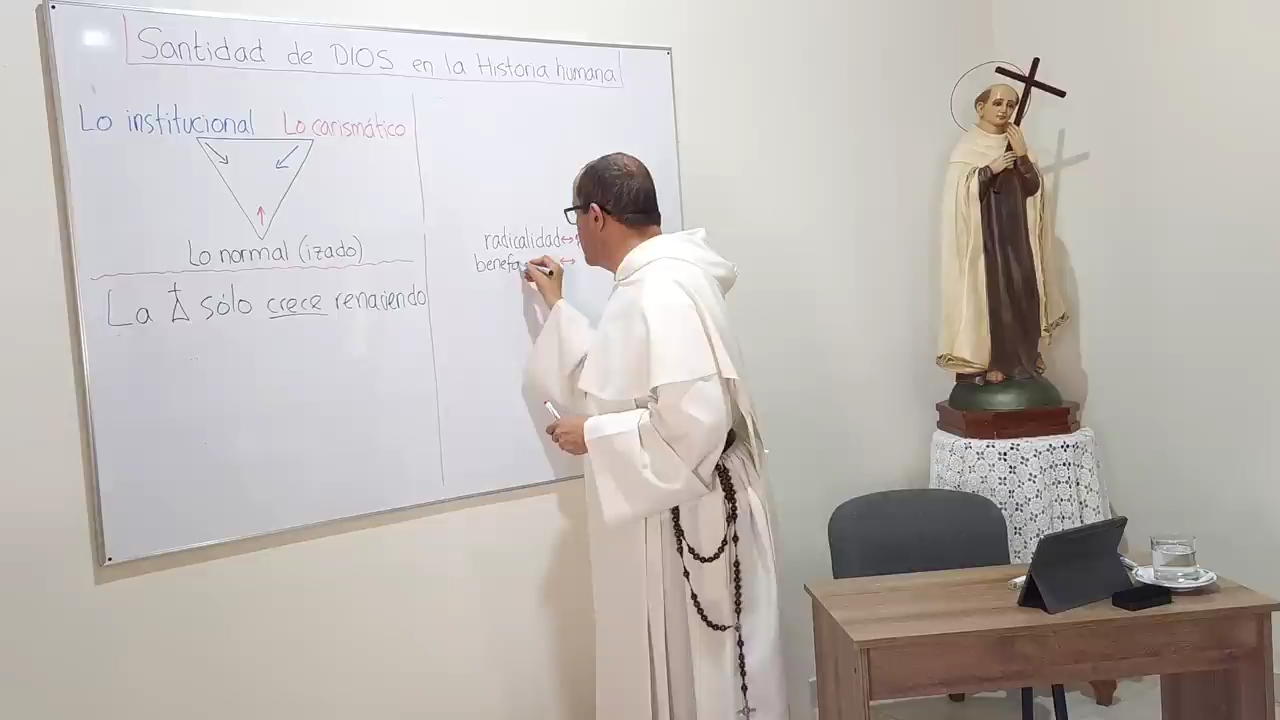 Santidad de DIOS en la Historia humana
Lo institucional
Lo carismático
Lo normal (izado)
La sólo crece renaciendo
radicalidad ↔
benefa